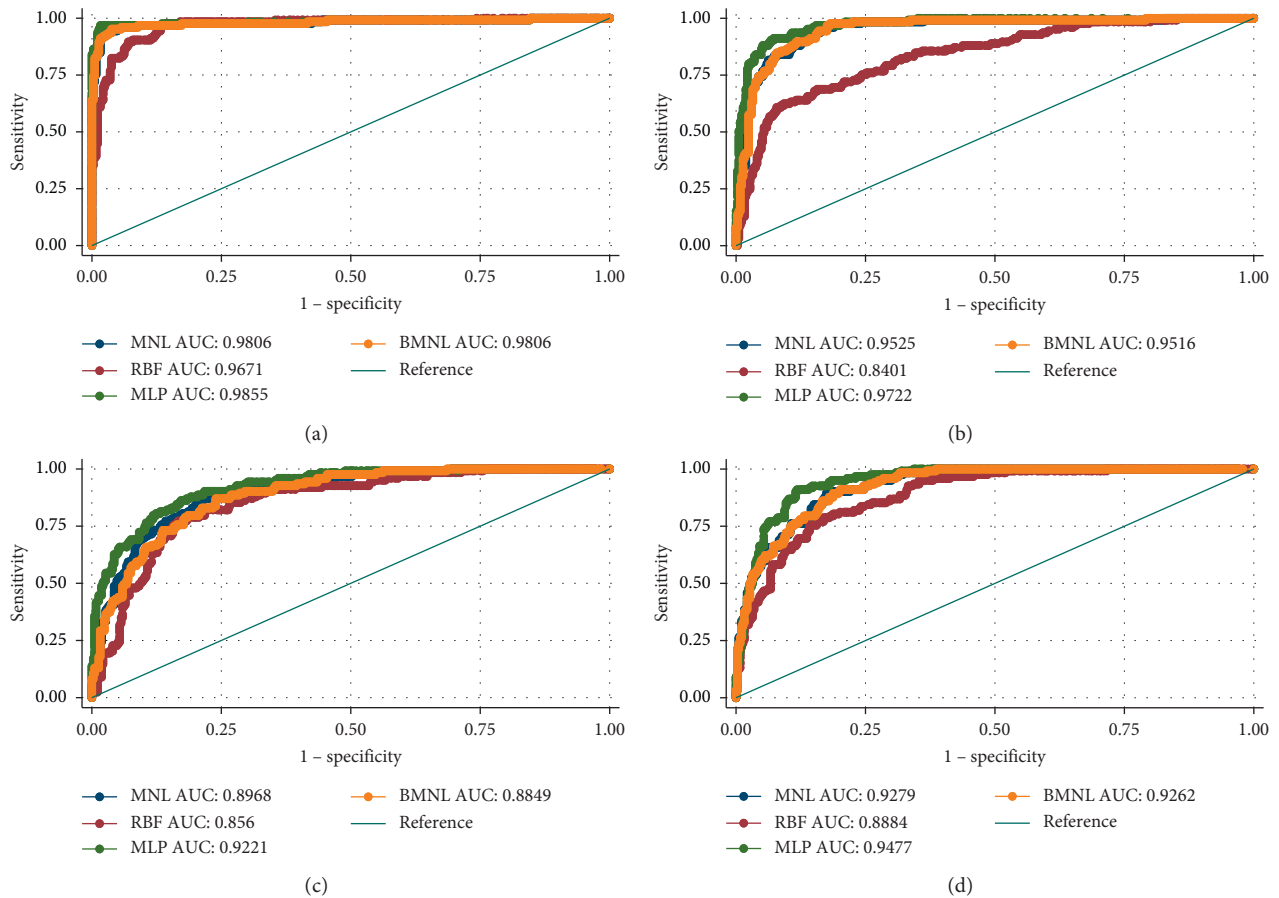 1.00
0.75
0.50
0.25
0.00
Sensitivity
0.00 0.25 0.50 0.75 1.00
1 – specificity
MNL AUC: 0.9806
RBF AUC: 0.9671
MLP AUC: 0.9855
BMNL AUC: 0.9806
Reference
(a)
1.00
0.75
0.50
0.25
0.00
Sensitivity
0.00 0.25 0.50 0.75 1.00
1 – specificity
MNL AUC: 0.9525
RBF AUC: 0.8401
MLP AUC: 0.9722
BMNL AUC: 0.9516
Reference
(b)
1.00
0.75
0.50
0.25
0.00
Sensitivity
0.00 0.25 0.50 0.75 1.00
1 – specificity
MNL AUC: 0.8968
RBF AUC: 0.856
MLP AUC: 0.9221
BMNL AUC: 0.8849
Reference
(c)
1.00
0.75
0.50
0.25
0.00
Sensitivity
0.00 0.25 0.50 0.75 1.00
1 – specificity
MNL AUC: 0.9279
RBF AUC: 0.8884
MLP AUC: 0.9477
BMNL AUC: 0.9262
Reference
(d)